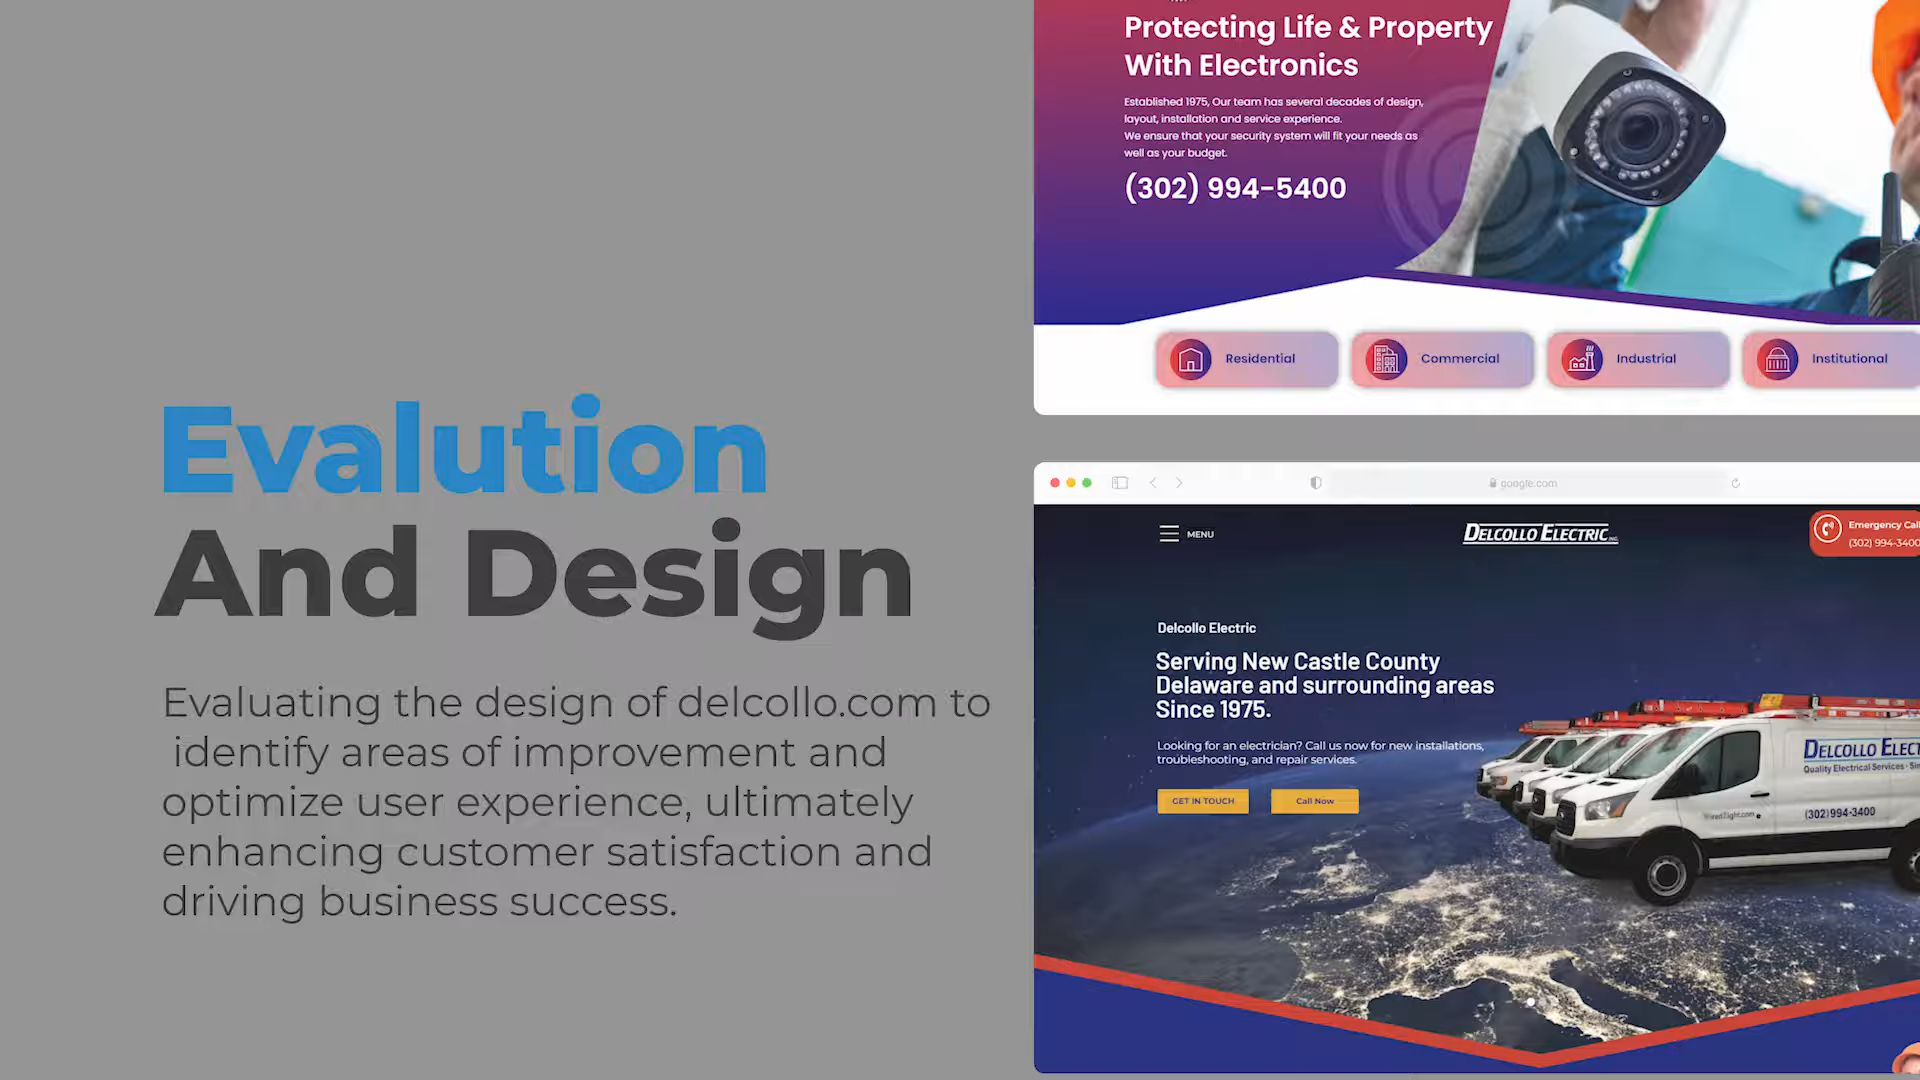 Evalution
And Design
Evaluating the design of delcollo.com to
identify areas of improvement and
optimize user experience, ultimately
enhancing customer satisfaction and
driving business success.
Protecting Life & Property
With Electronics
Established 1975, Our team has several decades of design,
layout, installation and service experience.
We ensure that your security system will fit your needs as
well as your budget.
(302) 994-5400
Residential
Commercial
Industrial
Institutional
google.com
MENU
DELCOLLO ELECTRIC INC.
Emergency Call
(302) 994-3400
Delcollo Electric
Serving New Castle County
Delaware and surrounding areas
Since 1975.
Looking for an electrician? Call us now for new installations,
troubleshooting, and repair services.
GET IN TOUCH
Call Now
DELCOLLO ELECT
Quality Electrical Services - Sin
(302)994-3400